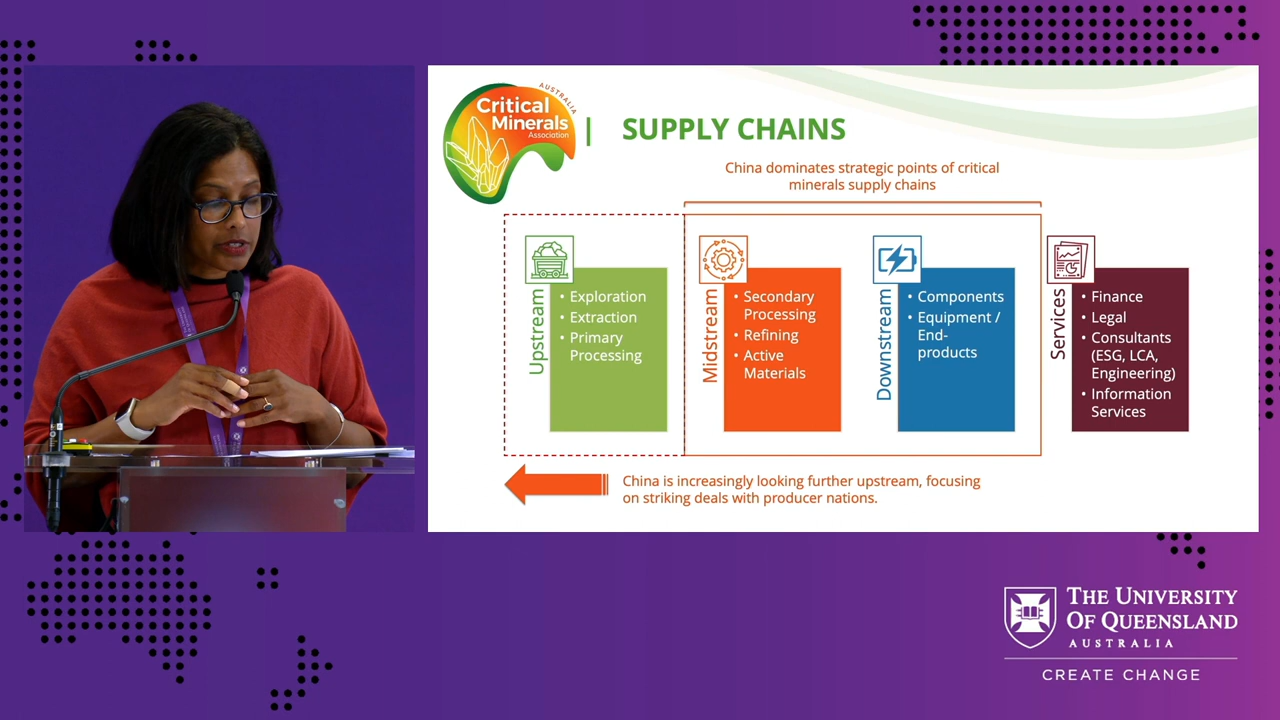 AUSTRALIA
Critical
Minerals
Association
SUPPLY CHAINS
China dominates strategic points of critical
minerals supply chains
Upstream
• Exploration
• Extraction
• Primary
Processing
Midstream
• Secondary
Processing
• Refining
• Active
Materials
Downstream
• Components
• Equipment /
End-
products
Services
• Finance
• Legal
• Consultants
(ESG, LCA,
Engineering)
• Information
Services
China is increasingly looking further upstream, focusing
on striking deals with producer nations.
THE UNIVERSITY
OF QUEENSLAND
AUSTRALIA
CREATE CHANGE